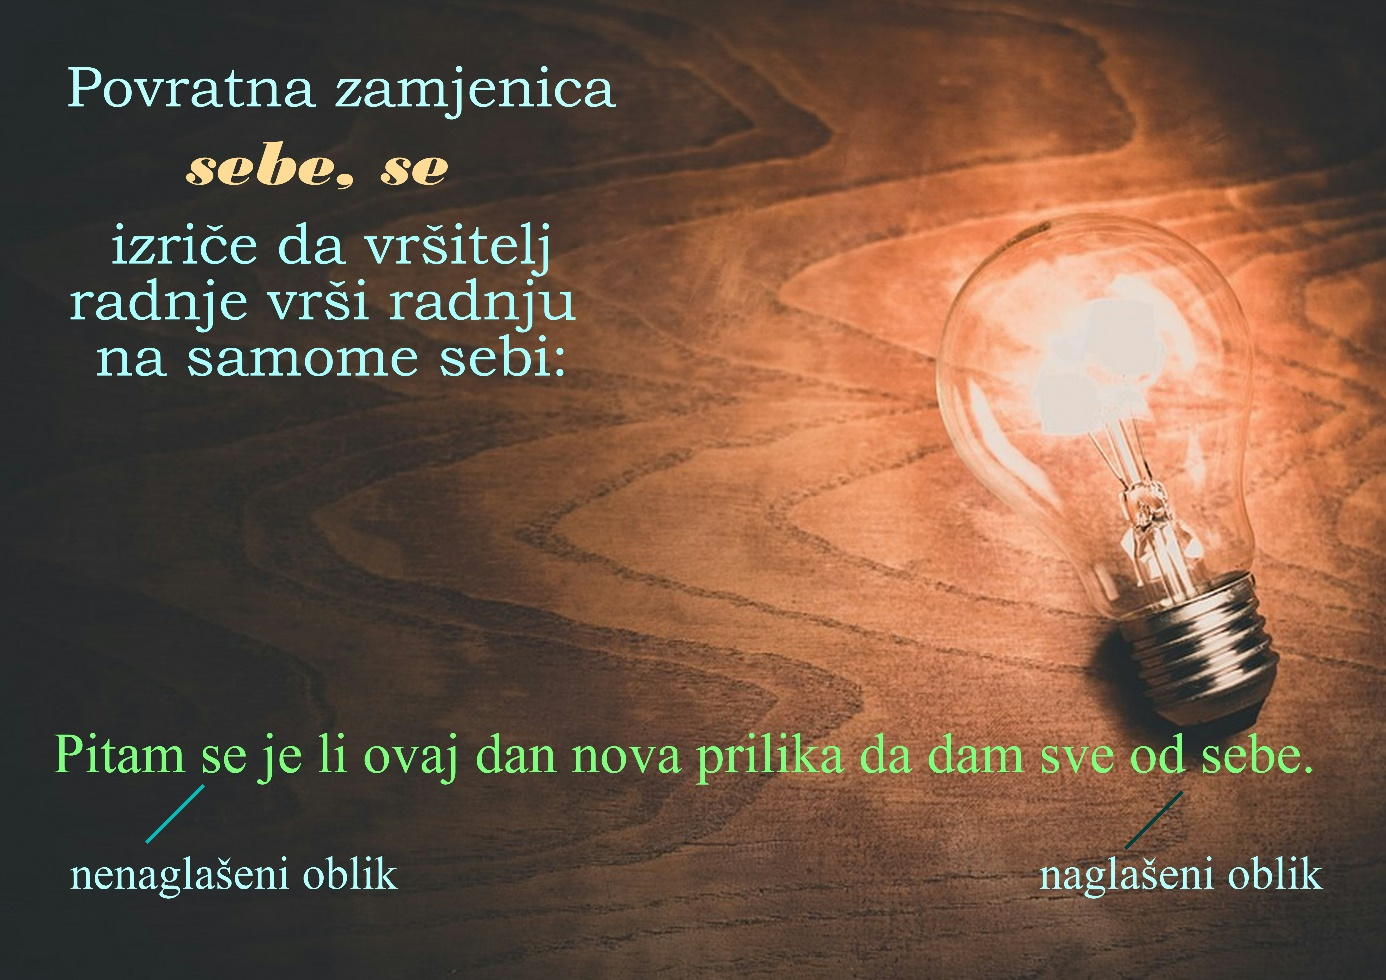 Povratna zamjenica
sebe, se
izriče da vršitelj
radnje vrši radnju
na samome sebi:
Pitam se je li ovaj dan nova prilika da dam sve od sebe.
nenaglašeni oblik
naglašeni oblik